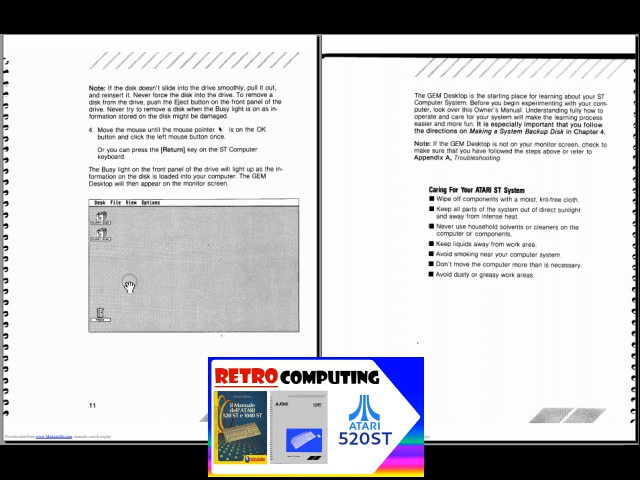 Note: If the disk doesn't slide into the drive smoothly, pull it out,
and reinsert it. Never force the disk into the drive. To remove a
disk from the drive, push the Eject button on the front panel of the
drive. Never try to remove a disk when the Busy light is on as in-
formation stored on the disk might be damaged.
4. Move the mouse until the mouse pointer is on the OK
button and click the left mouse button once.
Or you can press the [Return] key on the ST Computer
keyboard.
The Busy light on the front panel of the drive will light up as the in-
formation on the disk is loaded into your computer. The GEM
Desktop will then appear on the monitor screen.
Desk File View Options
11
The GEM Desktop is the starting place for learning about your ST
Computer System. Before you begin experimenting with your com-
puter, look over this Owner's Manual. Understanding fully how to
operate and care for your system will make the learning process
easier and more fun. It is especially important that you follow
the directions on Making a System Backup Disk in Chapter 4.
Note: If the GEM Desktop is not on your monitor screen, check to
make sure that you have followed the steps above or refer to
Appendix A, Troubleshooting.
Caring For Your ATARI ST System
■ Wipe off components with a moist, lint-free cloth.
■ Keep all parts of the system out of direct sunlight
and away from intense heat.
■ Never use household solvents or cleaners on the
computer or components.
■ Keep liquids away from work area.
■ Avoid smoking near your computer system.
■ Don't move the computer more than is necessary.
■ Avoid dusty or greasy work areas.
RETRO COMPUTING
Il Manuale
dell'ATARI
520 ST e 1040 ST
ATARI
ATARI
520ST